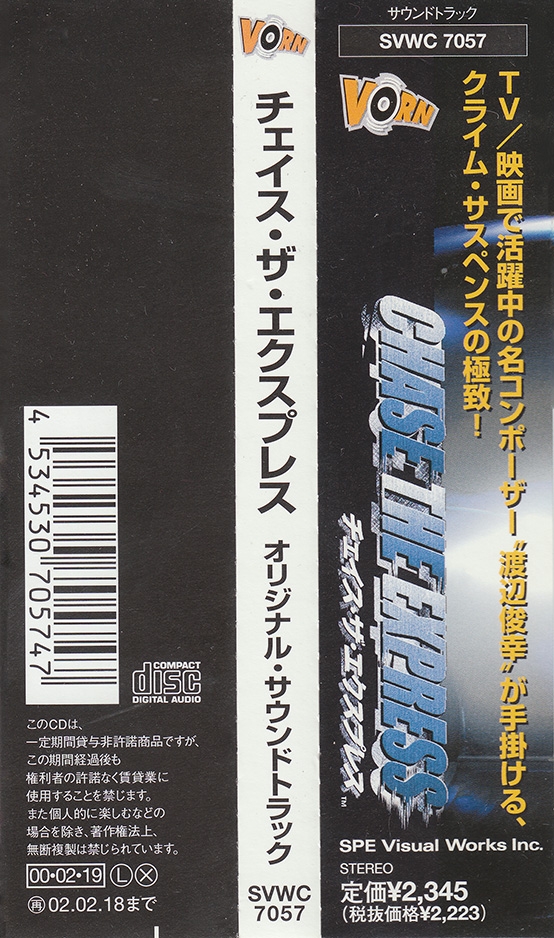 サウンドトラック
SVWC 7057
VORN
TV／映画で活躍中の名コンポーザー“渡辺俊幸”が手掛ける、
クライム・サスペンスの極致！
CHASE THE EXPRESS
チェイス・ザ・エクスプレス™
SPE Visual Works Inc.
STEREO
定価¥2,345
(税抜価格¥2,223)
VORN
チェイス・ザ・エクスプレス オリジナル・サウンドトラック
SVWC
7057
4 534530 705747
COMPACT
disc
DIGITAL AUDIO
このCDは、
一定期間貸与非許諾商品ですが、
この期間経過後も
権利者の許諾なく賃貸業に
使用することを禁じます。
また個人的に楽しむなどの
場合を除き、著作権法上、
無断複製は禁じられています。
00・02・19 Ⓛ Ⓧ
㊢02.02.18まで